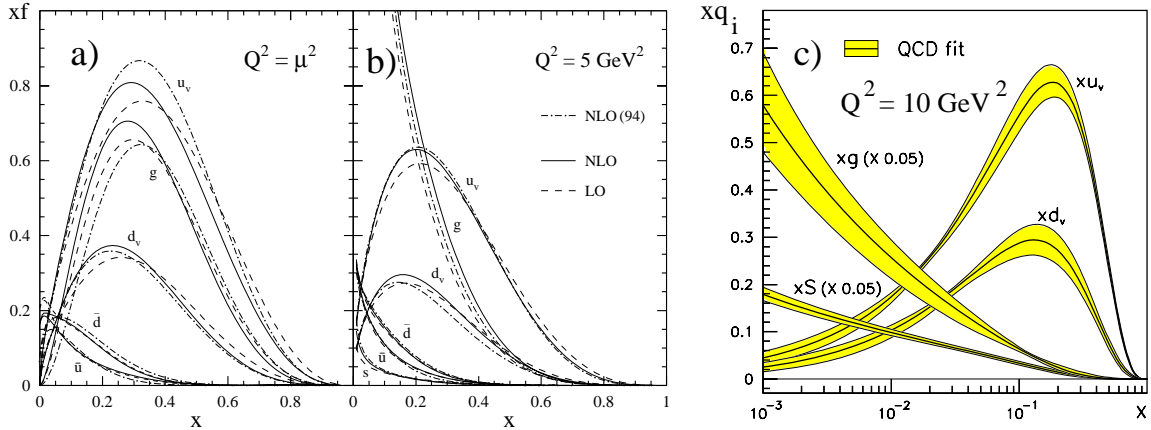 xf
a)
Q² = μ²
u_v
g
d_v
d̄
ū
1
0.8
0.6
0.4
0.2
0
0 0.2 0.4 0.6 0.8
x
b)
Q² = 5 GeV²
NLO (94)
NLO
LO
u_v
g
d_v
d̄
ū
s
0 0.2 0.4 0.6 0.8 1
x
xq_i
c)
QCD fit
Q² = 10 GeV²
xu_v
xg (x 0.05)
xd_v
xS (x 0.05)
0.7
0.6
0.5
0.4
0.3
0.2
0.1
0
10⁻³ 10⁻² 10⁻¹ X